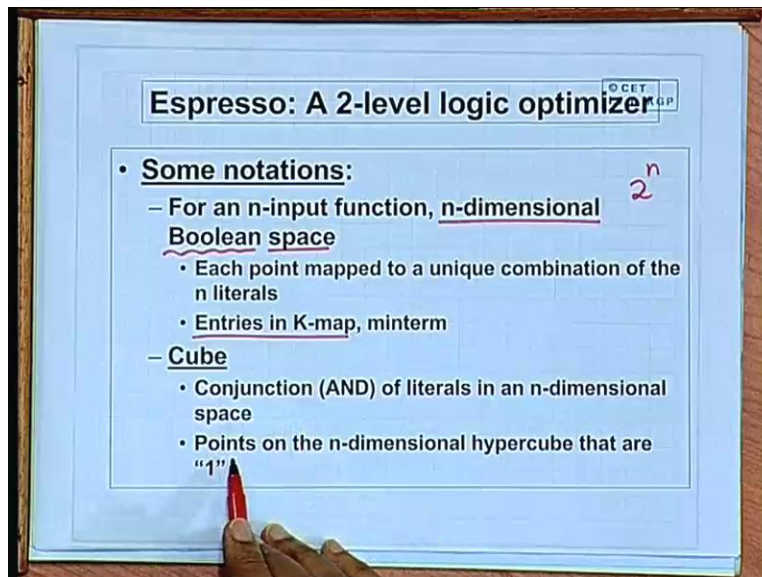 Espresso: A 2-level logic optimizer
© CET
GP
• Some notations:
2^n
– For an n-input function, n-dimensional
Boolean space
• Each point mapped to a unique combination of the
n literals
• Entries in K-map, minterm
– Cube
• Conjunction (AND) of literals in an n-dimensional
space
• Points on the n-dimensional hypercube that are
“1”